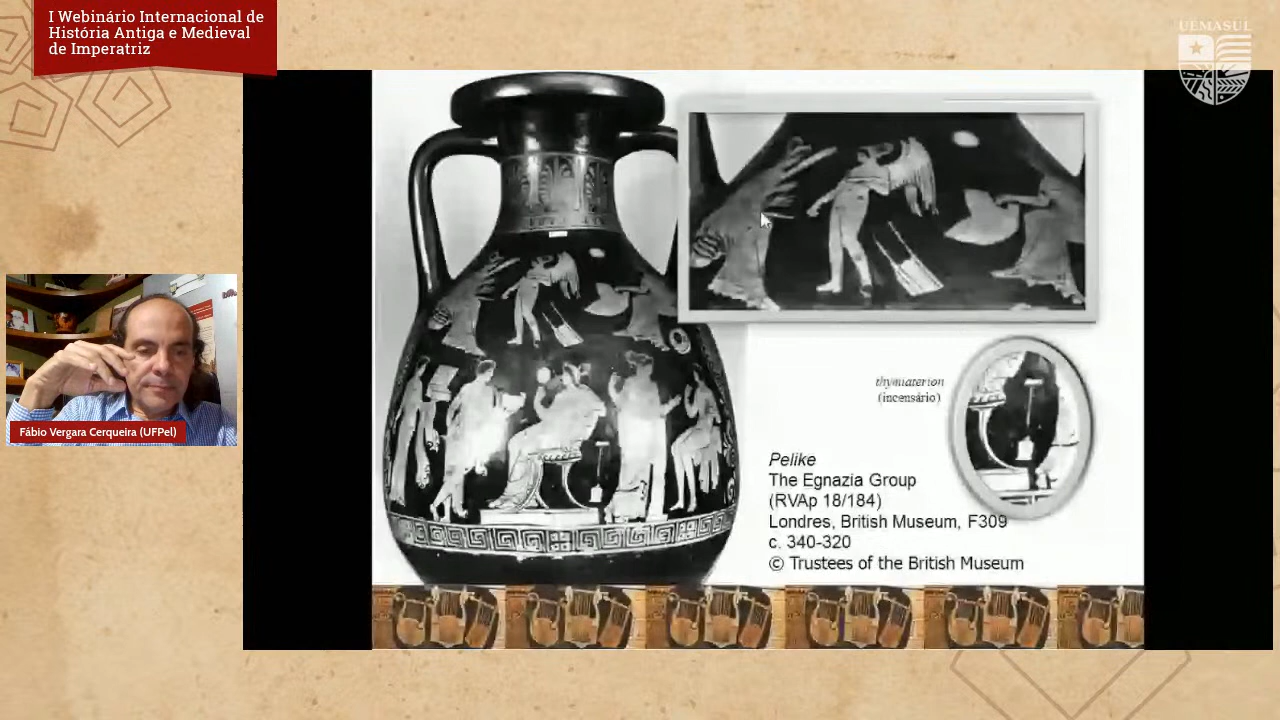 I Webinário Internacional de
História Antiga e Medieval
de Imperatriz
UEMASUL
thymiaterion
(incensário)
Pelike
The Egnazia Group
(RVAp 18/184)
Londres, British Museum, F309
c. 340-320
© Trustees of the British Museum
Fábio Vergara Cerqueira (UFPel)